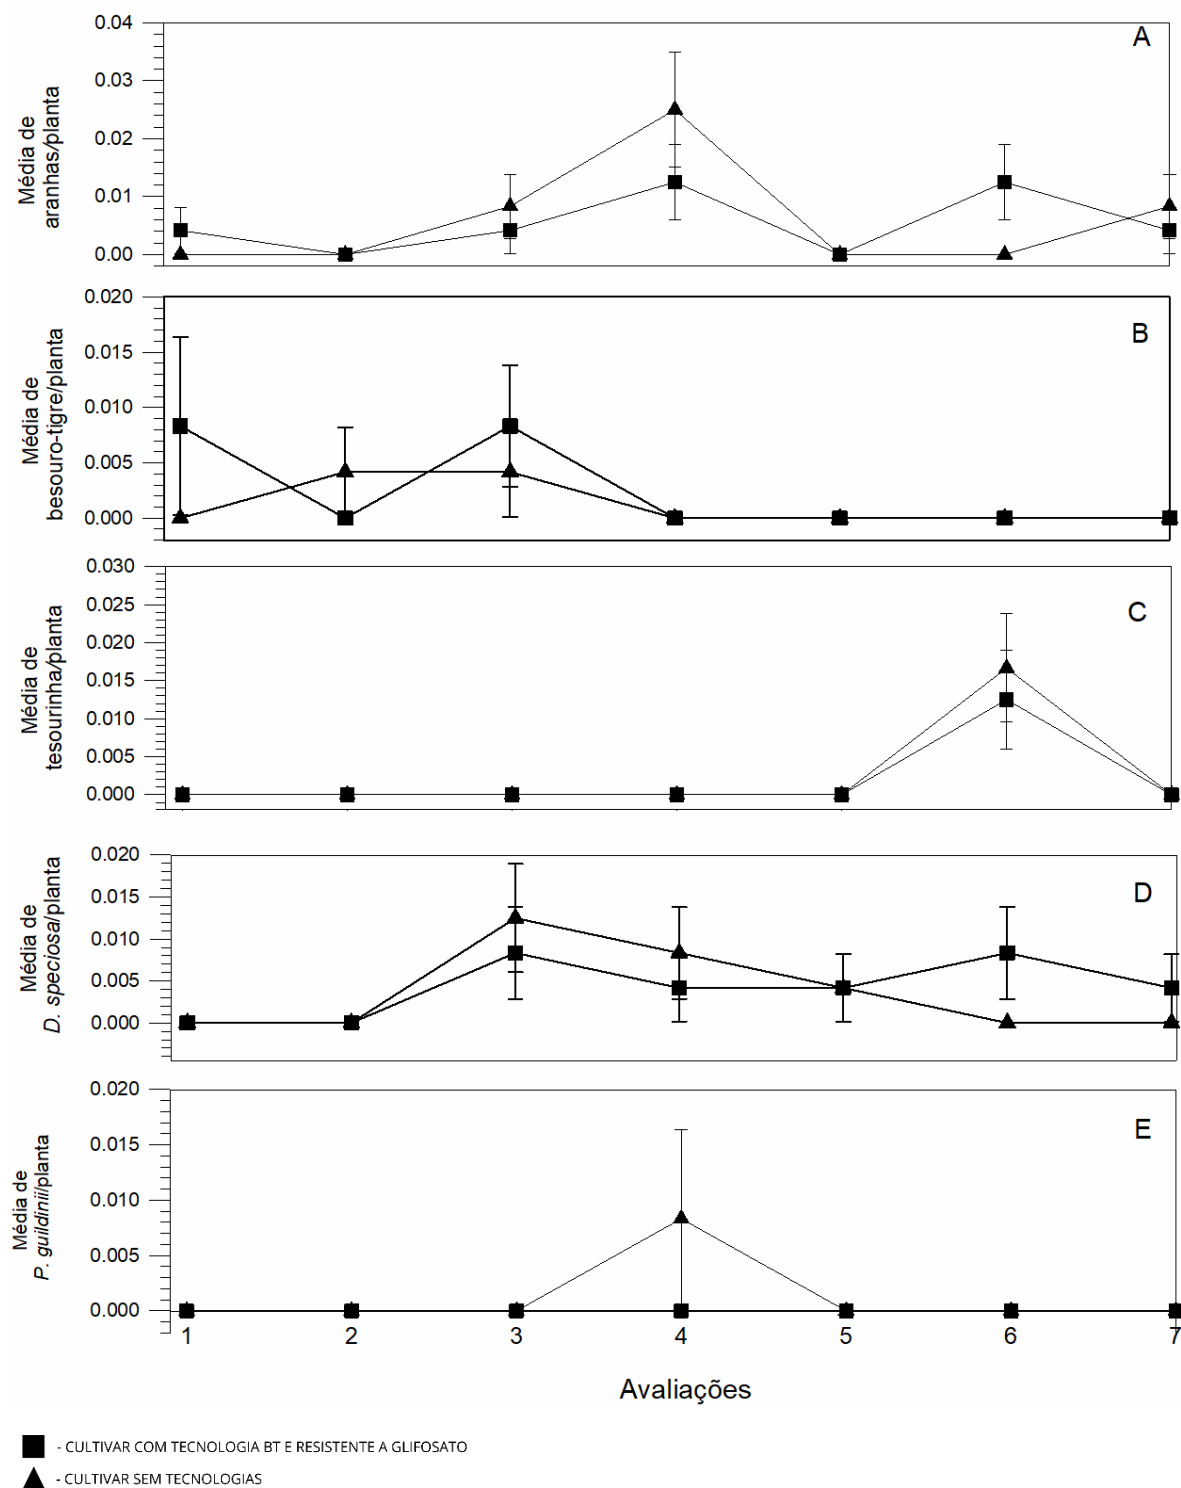 0.04
0.03
0.02
0.01
0.00
Média de
aranhas/planta
A
0.020
0.015
0.010
0.005
0.000
Média de
besouro-tigre/planta
B
0.030
0.025
0.020
0.015
0.010
0.005
0.000
Média de
tesourinha/planta
C
0.020
0.015
0.010
0.005
0.000
Média de
D. speciosa/planta
D
0.020
0.015
0.010
0.005
0.000
Média de
P. guildinii/planta
E
1 2 3 4 5 6 7
Avaliações
- CULTIVAR COM TECNOLOGIA BT E RESISTENTE A GLIFOSATO
- CULTIVAR SEM TECNOLOGIAS